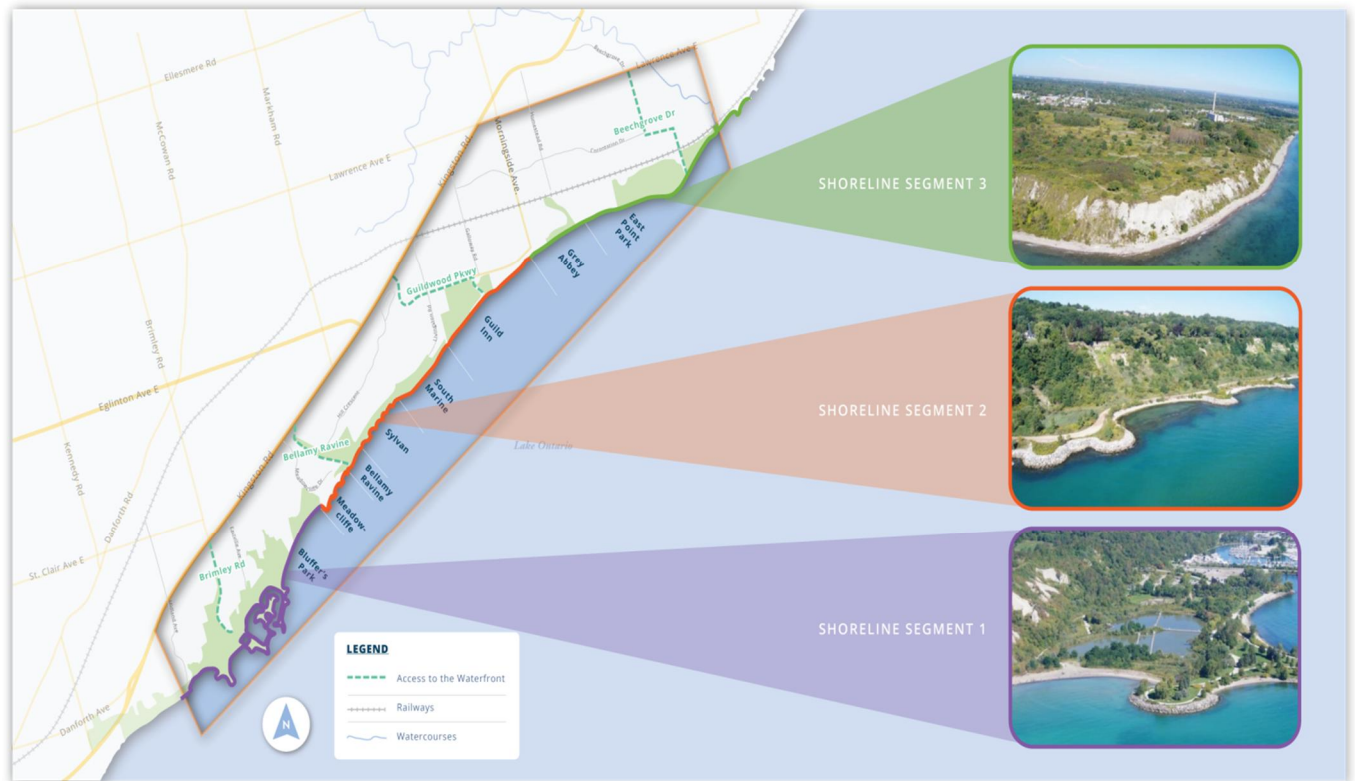 Ellesmere Rd
Markham Rd
McCowan Rd
Lawrence Ave E
Kingston Rd
Morningside Ave.
Lawrence Ave E
Beechgrove Dr
Beechgrove Dr
SHORELINE SEGMENT 3
East
Point
Park
Grey
Abbey
Guildwood Pkwy
Guild
Inn
Brimley Rd
Eglinton Ave E
South
Marine
SHORELINE SEGMENT 2
Sylvan
Lake Ontario
Bellamy Ravine
Bellamy
Ravine
Kennedy Rd
Danforth Rd
Kingston Rd
Meadow-
cliffe
St. Clair Ave E
Brimley Rd
Bluffer's
Park
SHORELINE SEGMENT 1
Danforth Ave
N
LEGEND
Access to the Waterfront
Railways
Watercourses